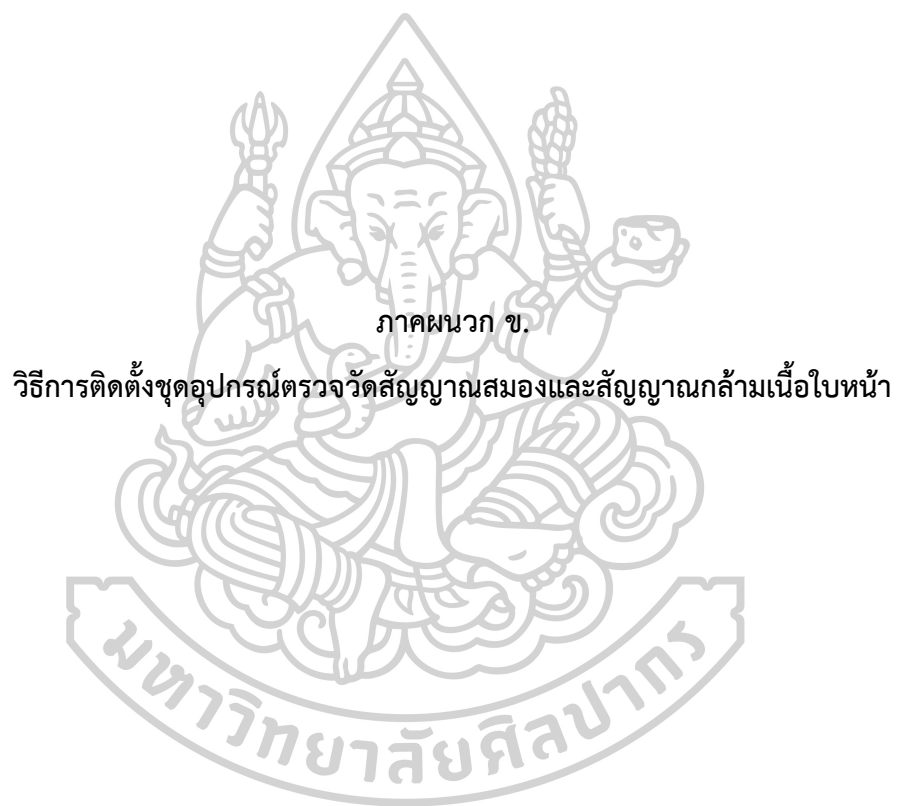 ภาคผนวก ข.
วิธีการติดตั้งชุดอุปกรณ์ตรวจวัดสัญญาณสมองและสัญญาณกล้ามเนื้อใบหน้า
มหาวิทยาลัยศิลปากร